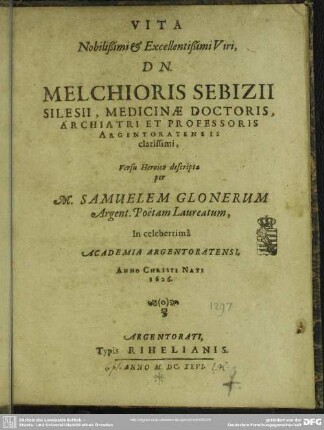 VITA
Nobilißimi & Excellentißimi Viri,
DN.
MELCHIORIS SEBIZII
SILESII, MEDICINÆ DOCTORIS,
ARCHIATRI ET PROFESSORIS
ARGENTORATENSIS
clarissimi,
Versu Heroico descripta
per
M. SAMUELEM GLONERUM
Argent. Poëtam Laureatum,
In celeberrimâ
ACADEMIA ARGENTORATENSI,
ANNO CHRISTI NATI
1626.
(o)
1297
ARGENTORATI,
Typis RIHELIANIS.
ANNO M. DC. XXVI.
DFG